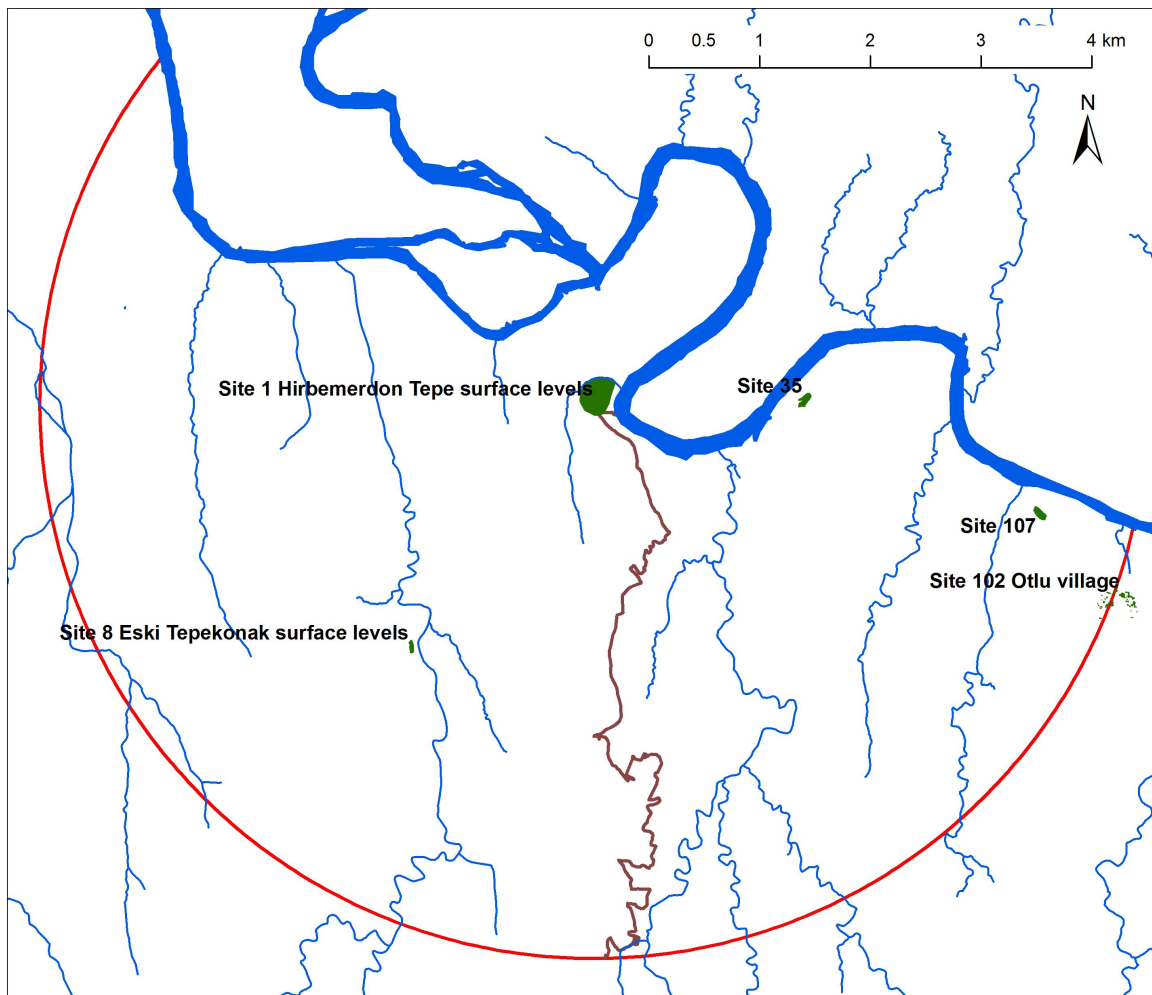 0 0.5 1 2 3 4 km
N
Site 1 Hirbemerdon Tepe surface levels
Site 35
Site 107
Site 102 Otlu village
Site 8 Eski Tepekonak surface levels